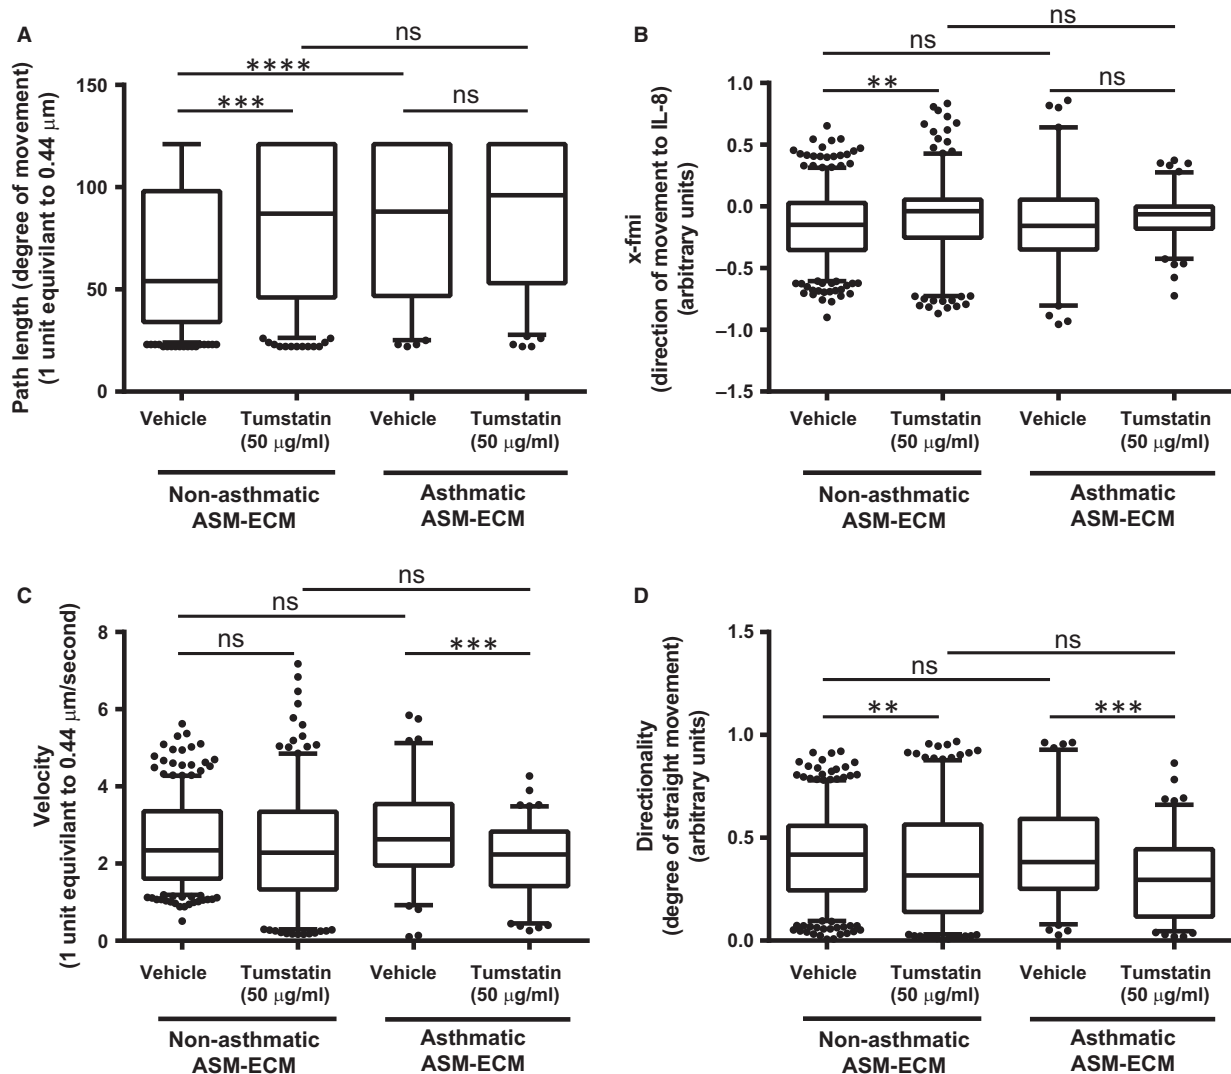 A
ns
****
***
ns
Path length (degree of movement)
(1 unit equivilant to 0.44 μm)
150
100
50
0
Vehicle
Tumstatin
(50 μg/ml)
Vehicle
Tumstatin
(50 μg/ml)
Non-asthmatic
ASM-ECM
Asthmatic
ASM-ECM
B
ns
ns
**
ns
x-fmi
(direction of movement to IL-8)
(arbitrary units)
1.0
0.5
0.0
−0.5
−1.0
−1.5
Vehicle
Tumstatin
(50 μg/ml)
Vehicle
Tumstatin
(50 μg/ml)
Non-asthmatic
ASM-ECM
Asthmatic
ASM-ECM
C
ns
ns
ns
***
Velocity
(1 unit equivilant to 0.44 μm/second)
8
6
4
2
0
Vehicle
Tumstatin
(50 μg/ml)
Vehicle
Tumstatin
(50 μg/ml)
Non-asthmatic
ASM-ECM
Asthmatic
ASM-ECM
D
ns
ns
**
***
Directionality
(degree of straight movement)
(arbitrary units)
1.5
1.0
0.5
0.0
Vehicle
Tumstatin
(50 μg/ml)
Vehicle
Tumstatin
(50 μg/ml)
Non-asthmatic
ASM-ECM
Asthmatic
ASM-ECM